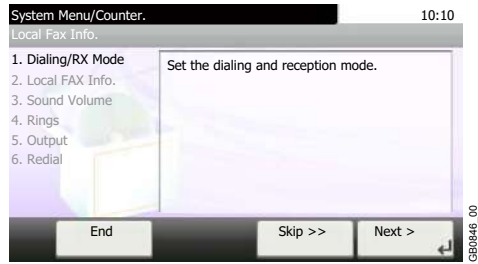 System Menu/Counter.
10:10
Local Fax Info.
1. Dialing/RX Mode
2. Local FAX Info.
3. Sound Volume
4. Rings
5. Output
6. Redial
Set the dialing and reception mode.
End
Skip >>
Next >
GB0846_00